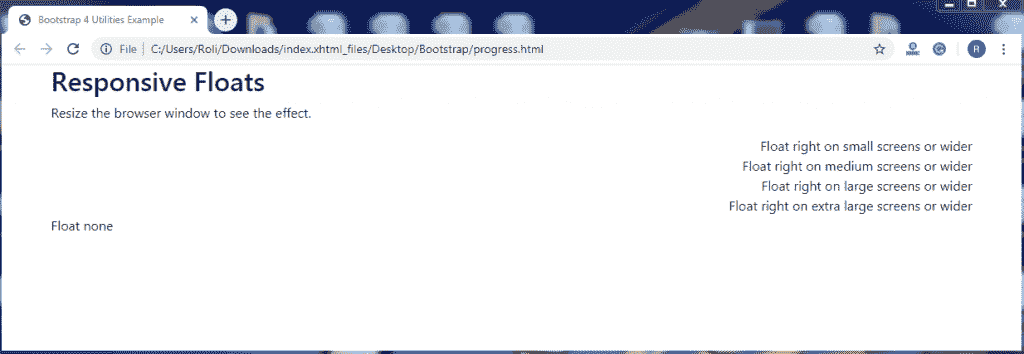 Bootstrap 4 Utilities Example
File | C:/Users/Roli/Downloads/index.xhtml_files/Desktop/Bootstrap/progress.html
R
Responsive Floats
Resize the browser window to see the effect.
Float right on small screens or wider
Float right on medium screens or wider
Float right on large screens or wider
Float right on extra large screens or wider
Float none